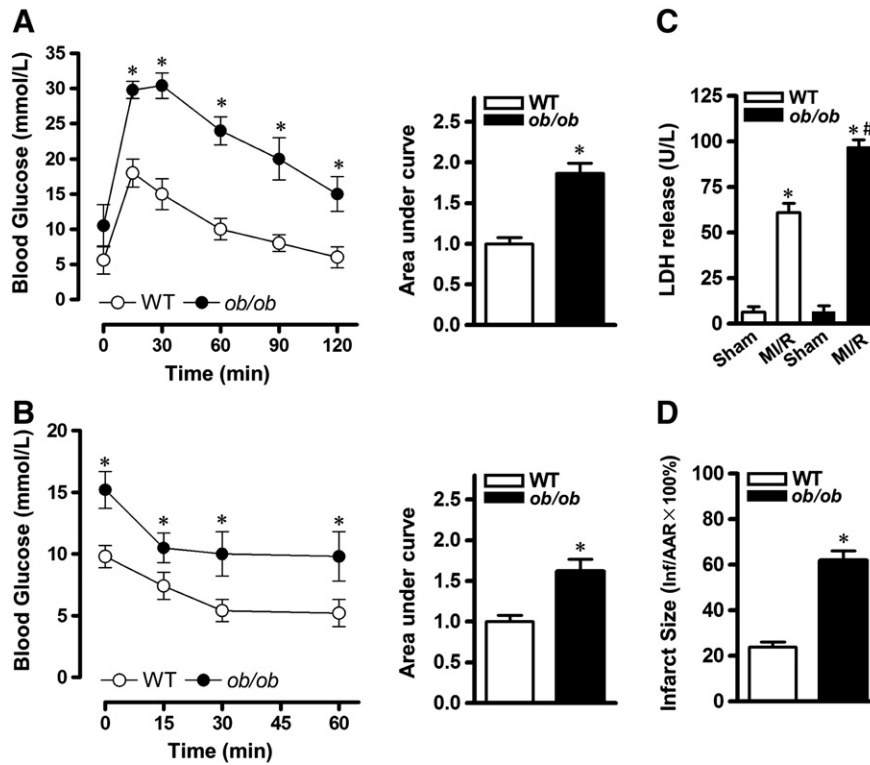 A
Blood Glucose (mmol/L)
35
30
25
20
15
10
5
0
* * * * *
WT ob/ob
0 15 30 60 90 120
Time (min)
Area under curve
2.5
2.0
1.5
1.0
0.5
0.0
WT
ob/ob
*
C
LDH release (U/L)
125
100
75
50
25
0
WT
ob/ob
*
*#
Sham MI/R Sham MI/R
B
Blood Glucose (mmol/L)
20
15
10
5
0
* * * *
WT ob/ob
0 15 30 45 60
Time (min)
Area under curve
2.5
2.0
1.5
1.0
0.5
0.0
WT
ob/ob
*
D
Infarct Size (Inf/AAR×100%)
100
80
60
40
20
0
WT
ob/ob
*